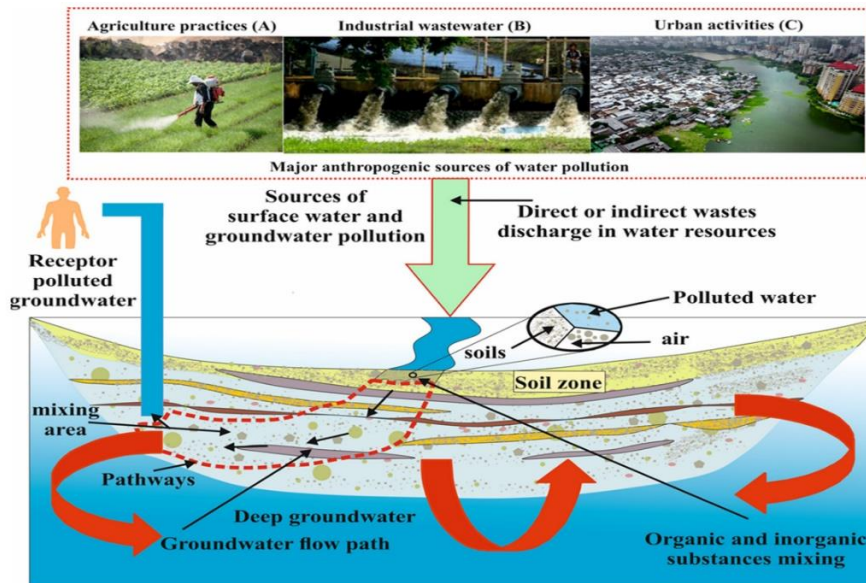 Agriculture practices (A)
Industrial wastewater (B)
Urban activities (C)
Major anthropogenic sources of water pollution
Sources of
surface water and
groundwater pollution
Direct or indirect wastes
discharge in water resources
Receptor
polluted
groundwater
Polluted water
soils
air
Soil zone
mixing
area
Pathways
Deep groundwater
Groundwater flow path
Organic and inorganic
substances mixing